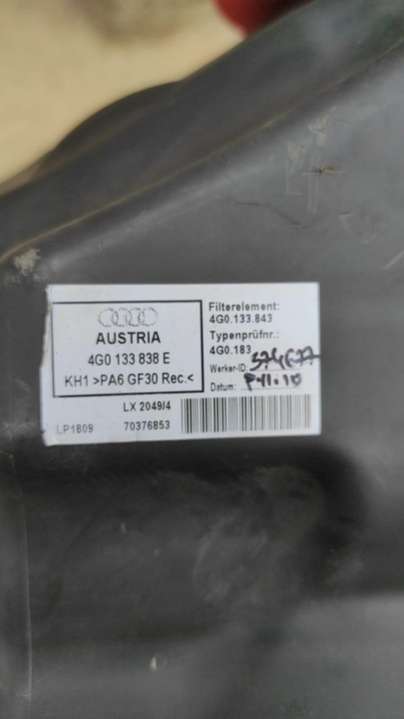 AUSTRIA
4G0 133 838 E
KH1 >PA6 GF30 Rec.<
LX 2049/4
LP1809 70376853
Filterelement:
4G0.133.843
Typenprüfnr.:
4G0.183
Werker-ID:
Datum: